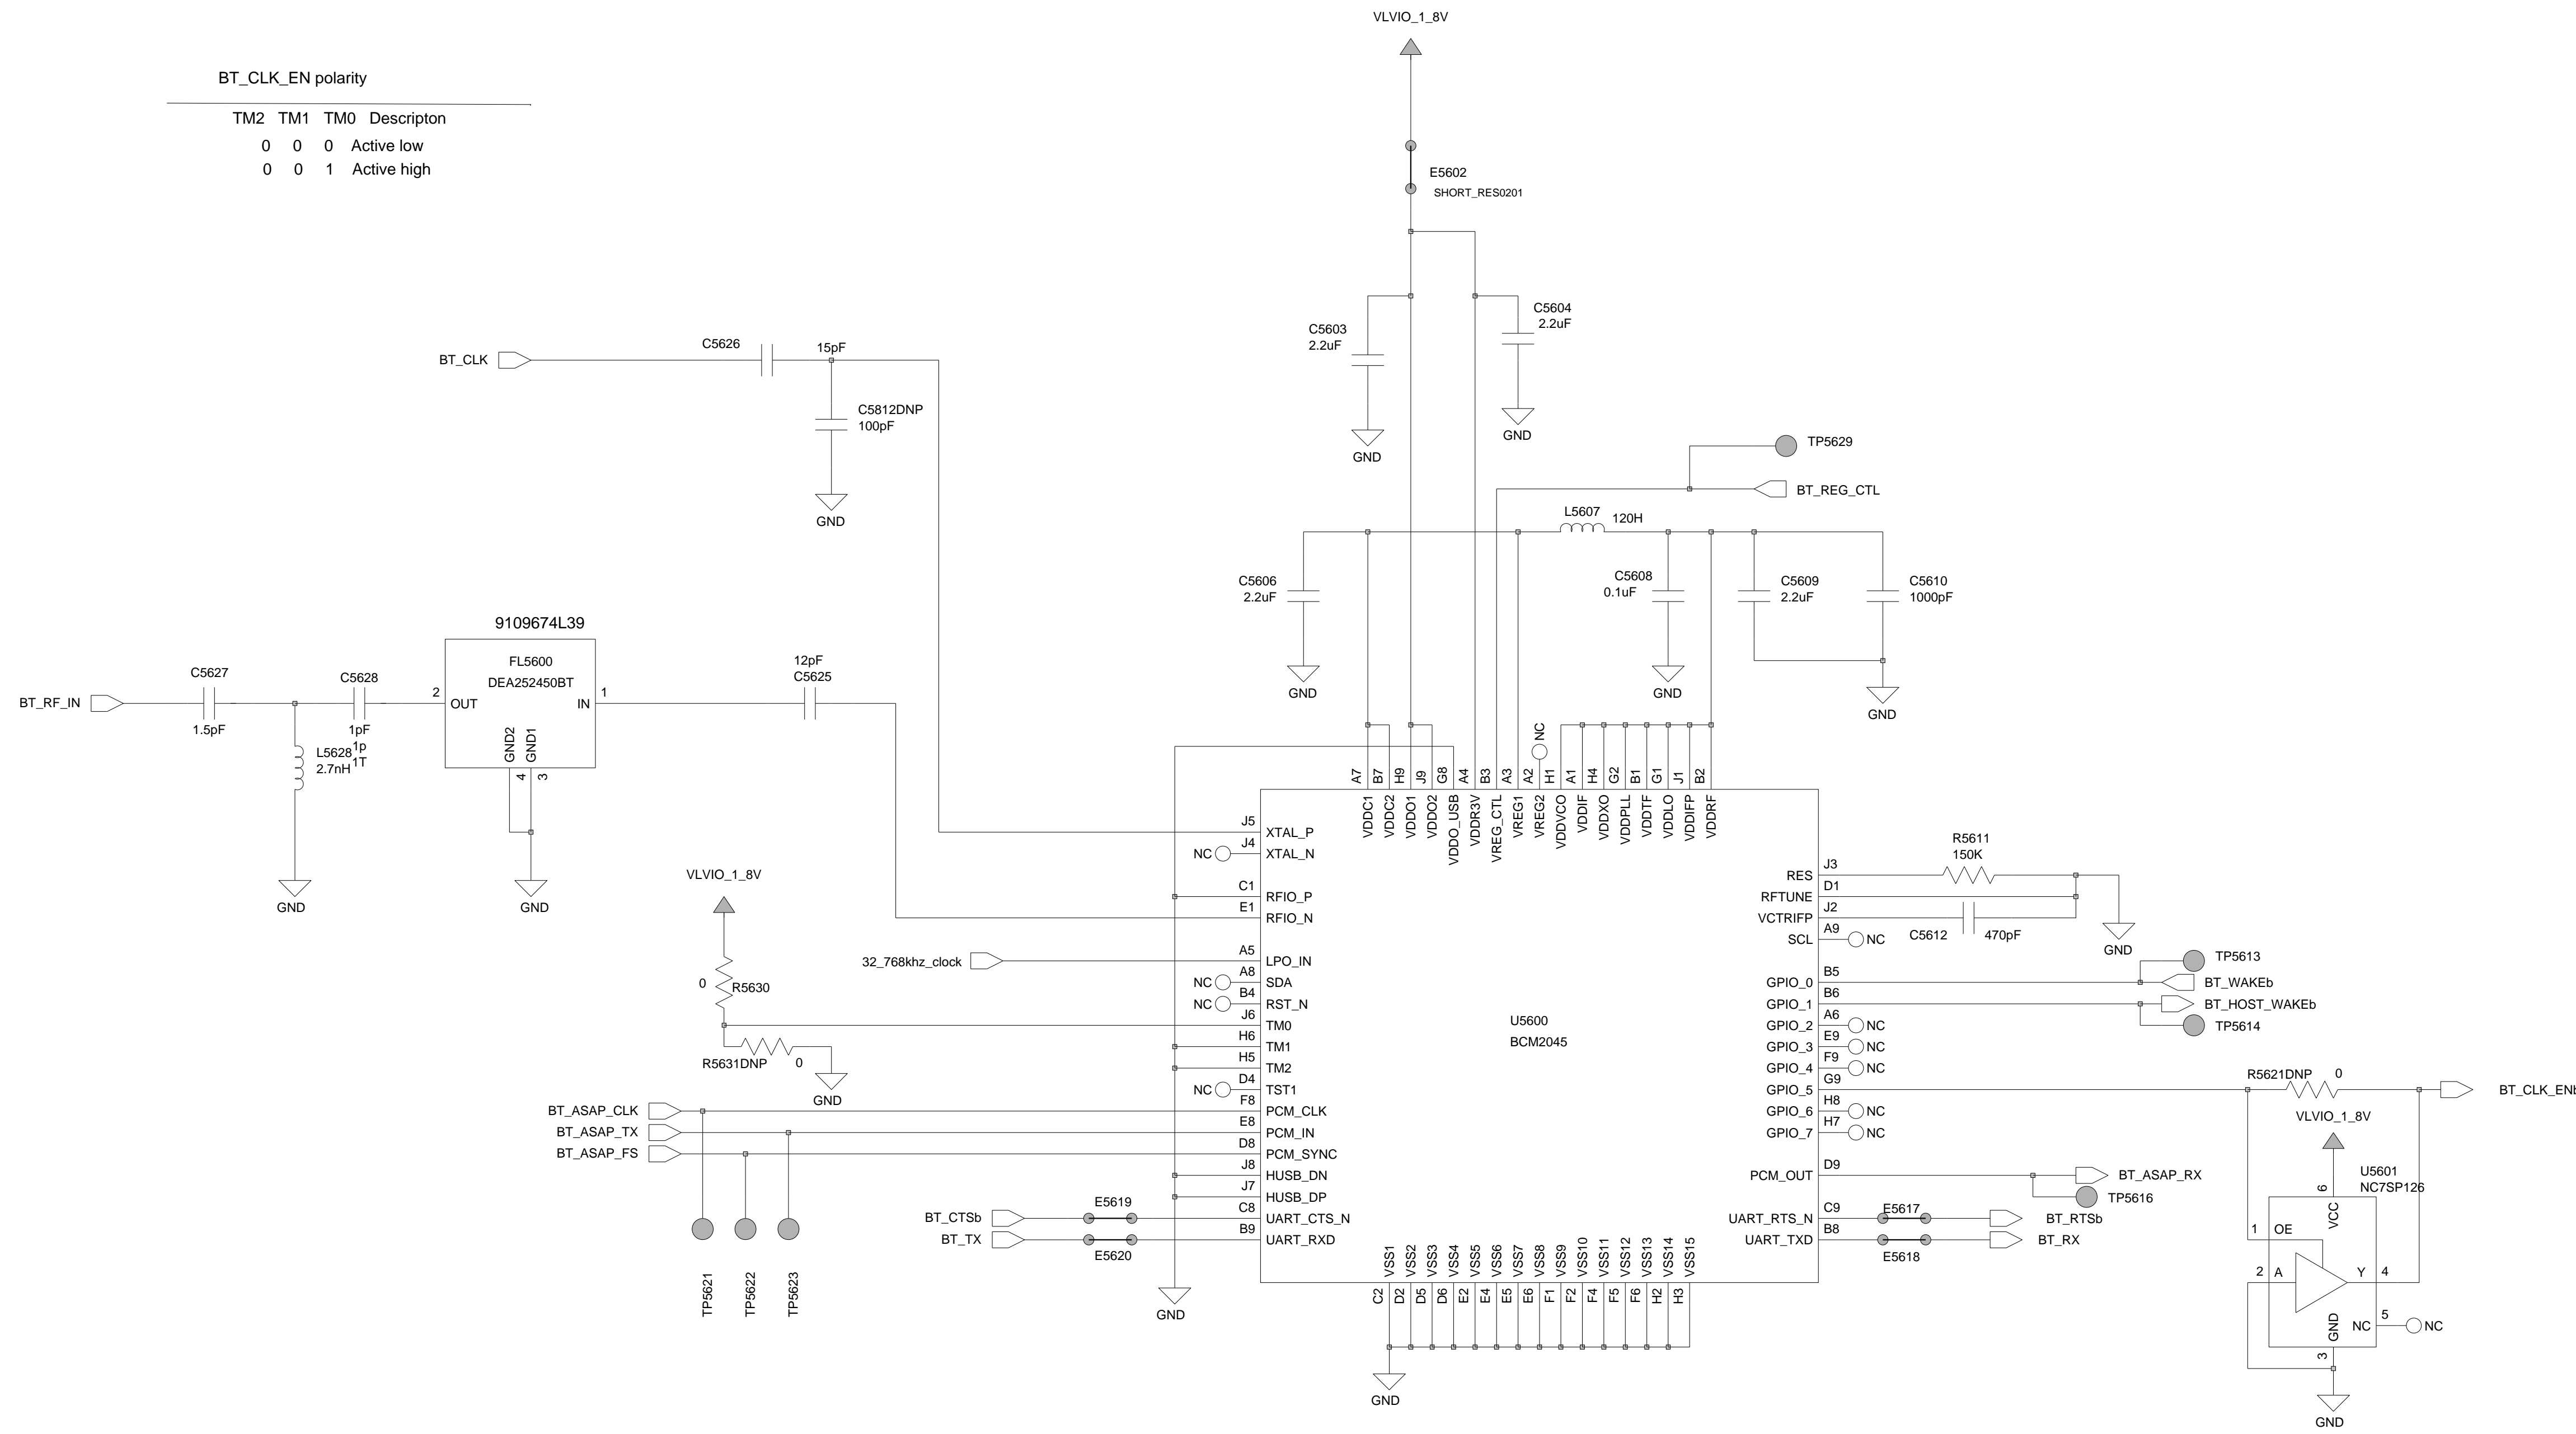 VLVIO_1_8V
BT_CLK_EN polarity
TM2 TM1 TM0 Descripton
0 0 0 Active low
0 0 1 Active high
E5602
SHORT_RES0201
C5603
2.2uF
GND
C5604
2.2uF
GND
BT_CLK
C5626
15pF
C5812DNP
100pF
GND
TP5629
BT_REG_CTL
L5607
120H
C5606
2.2uF
GND
C5608
0.1uF
GND
C5609
2.2uF
C5610
1000pF
GND
BT_RF_IN
C5627
1.5pF
C5628
1pF
1p
1T
L5628
2.7nH
GND
9109674L39
FL5600
DEA252450BT
2
OUT
IN
1
GND2
GND1
4
3
GND
12pF
C5625
NC
A7
B7
H9
J9
G8
A4
B3
A3
A2
H1
A1
H4
G2
B1
G1
J1
B2
VDDC1
VDDC2
VDDO1
VDDO2
VDDO_USB
VDDR3V
VREG_CTL
VREG1
VREG2
VDDVCO
VDDIF
VDDXO
VDDPLL
VDDTF
VDDLO
VDDIFP
VDDRF
J5
XTAL_P
J4
NC
XTAL_N
C1
RFIO_P
E1
RFIO_N
32_768khz_clock
A5
LPO_IN
A8
NC
SDA
B4
NC
RST_N
J6
TM0
H6
TM1
H5
TM2
D4
NC
TST1
BT_ASAP_CLK
F8
PCM_CLK
BT_ASAP_TX
E8
PCM_IN
BT_ASAP_FS
D8
PCM_SYNC
J8
HUSB_DN
J7
HUSB_DP
BT_CTSb
E5619
C8
UART_CTS_N
BT_TX
E5620
B9
UART_RXD
VLVIO_1_8V
0
R5630
R5631DNP
0
GND
TP5621
TP5622
TP5623
GND
U5600
BCM2045
RES
J3
R5611
150K
RFTUNE
D1
VCTRIFP
J2
C5612
470pF
GND
SCL
A9
NC
GPIO_0
B5
TP5613
BT_WAKEb
GPIO_1
B6
BT_HOST_WAKEb
TP5614
GPIO_2
A6
NC
GPIO_3
E9
NC
GPIO_4
F9
NC
GPIO_5
G9
GPIO_6
H8
NC
GPIO_7
H7
NC
PCM_OUT
D9
BT_ASAP_RX
TP5616
UART_RTS_N
C9
E5617
BT_RTSb
UART_TXD
B8
E5618
BT_RX
R5621DNP
0
BT_CLK_ENb
VLVIO_1_8V
U5601
NC7SP126
6
VCC
1
OE
2
A
Y
4
5
NC
NC
GND
3
GND
VSS1
VSS2
VSS3
VSS4
VSS5
VSS6
VSS7
VSS8
VSS9
VSS10
VSS11
VSS12
VSS13
VSS14
VSS15
C2
D2
D5
D6
E2
E4
E5
E6
F1
F2
F4
F5
F6
H2
H3
GND